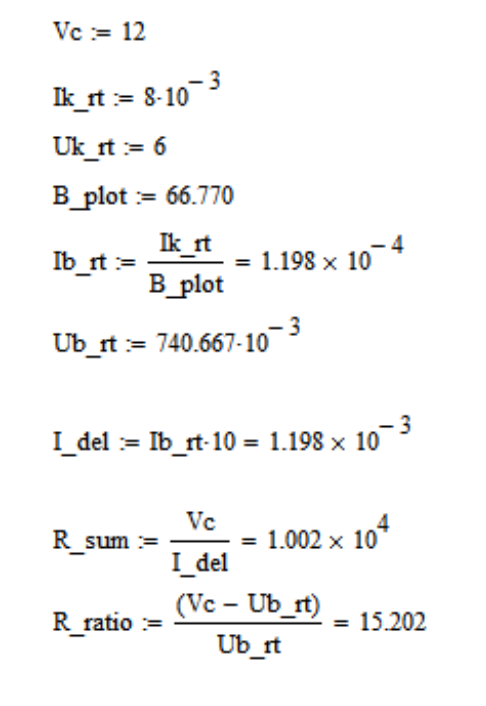 Vc := 12
Ik_rt := 8·10^-3
Uk_rt := 6
B_plot := 66.770
Ib_rt := Ik_rt / B_plot = 1.198 × 10^-4
Ub_rt := 740.667·10^-3
I_del := Ib_rt·10 = 1.198 × 10^-3
R_sum := Vc / I_del = 1.002 × 10^4
R_ratio := (Vc − Ub_rt) / Ub_rt = 15.202